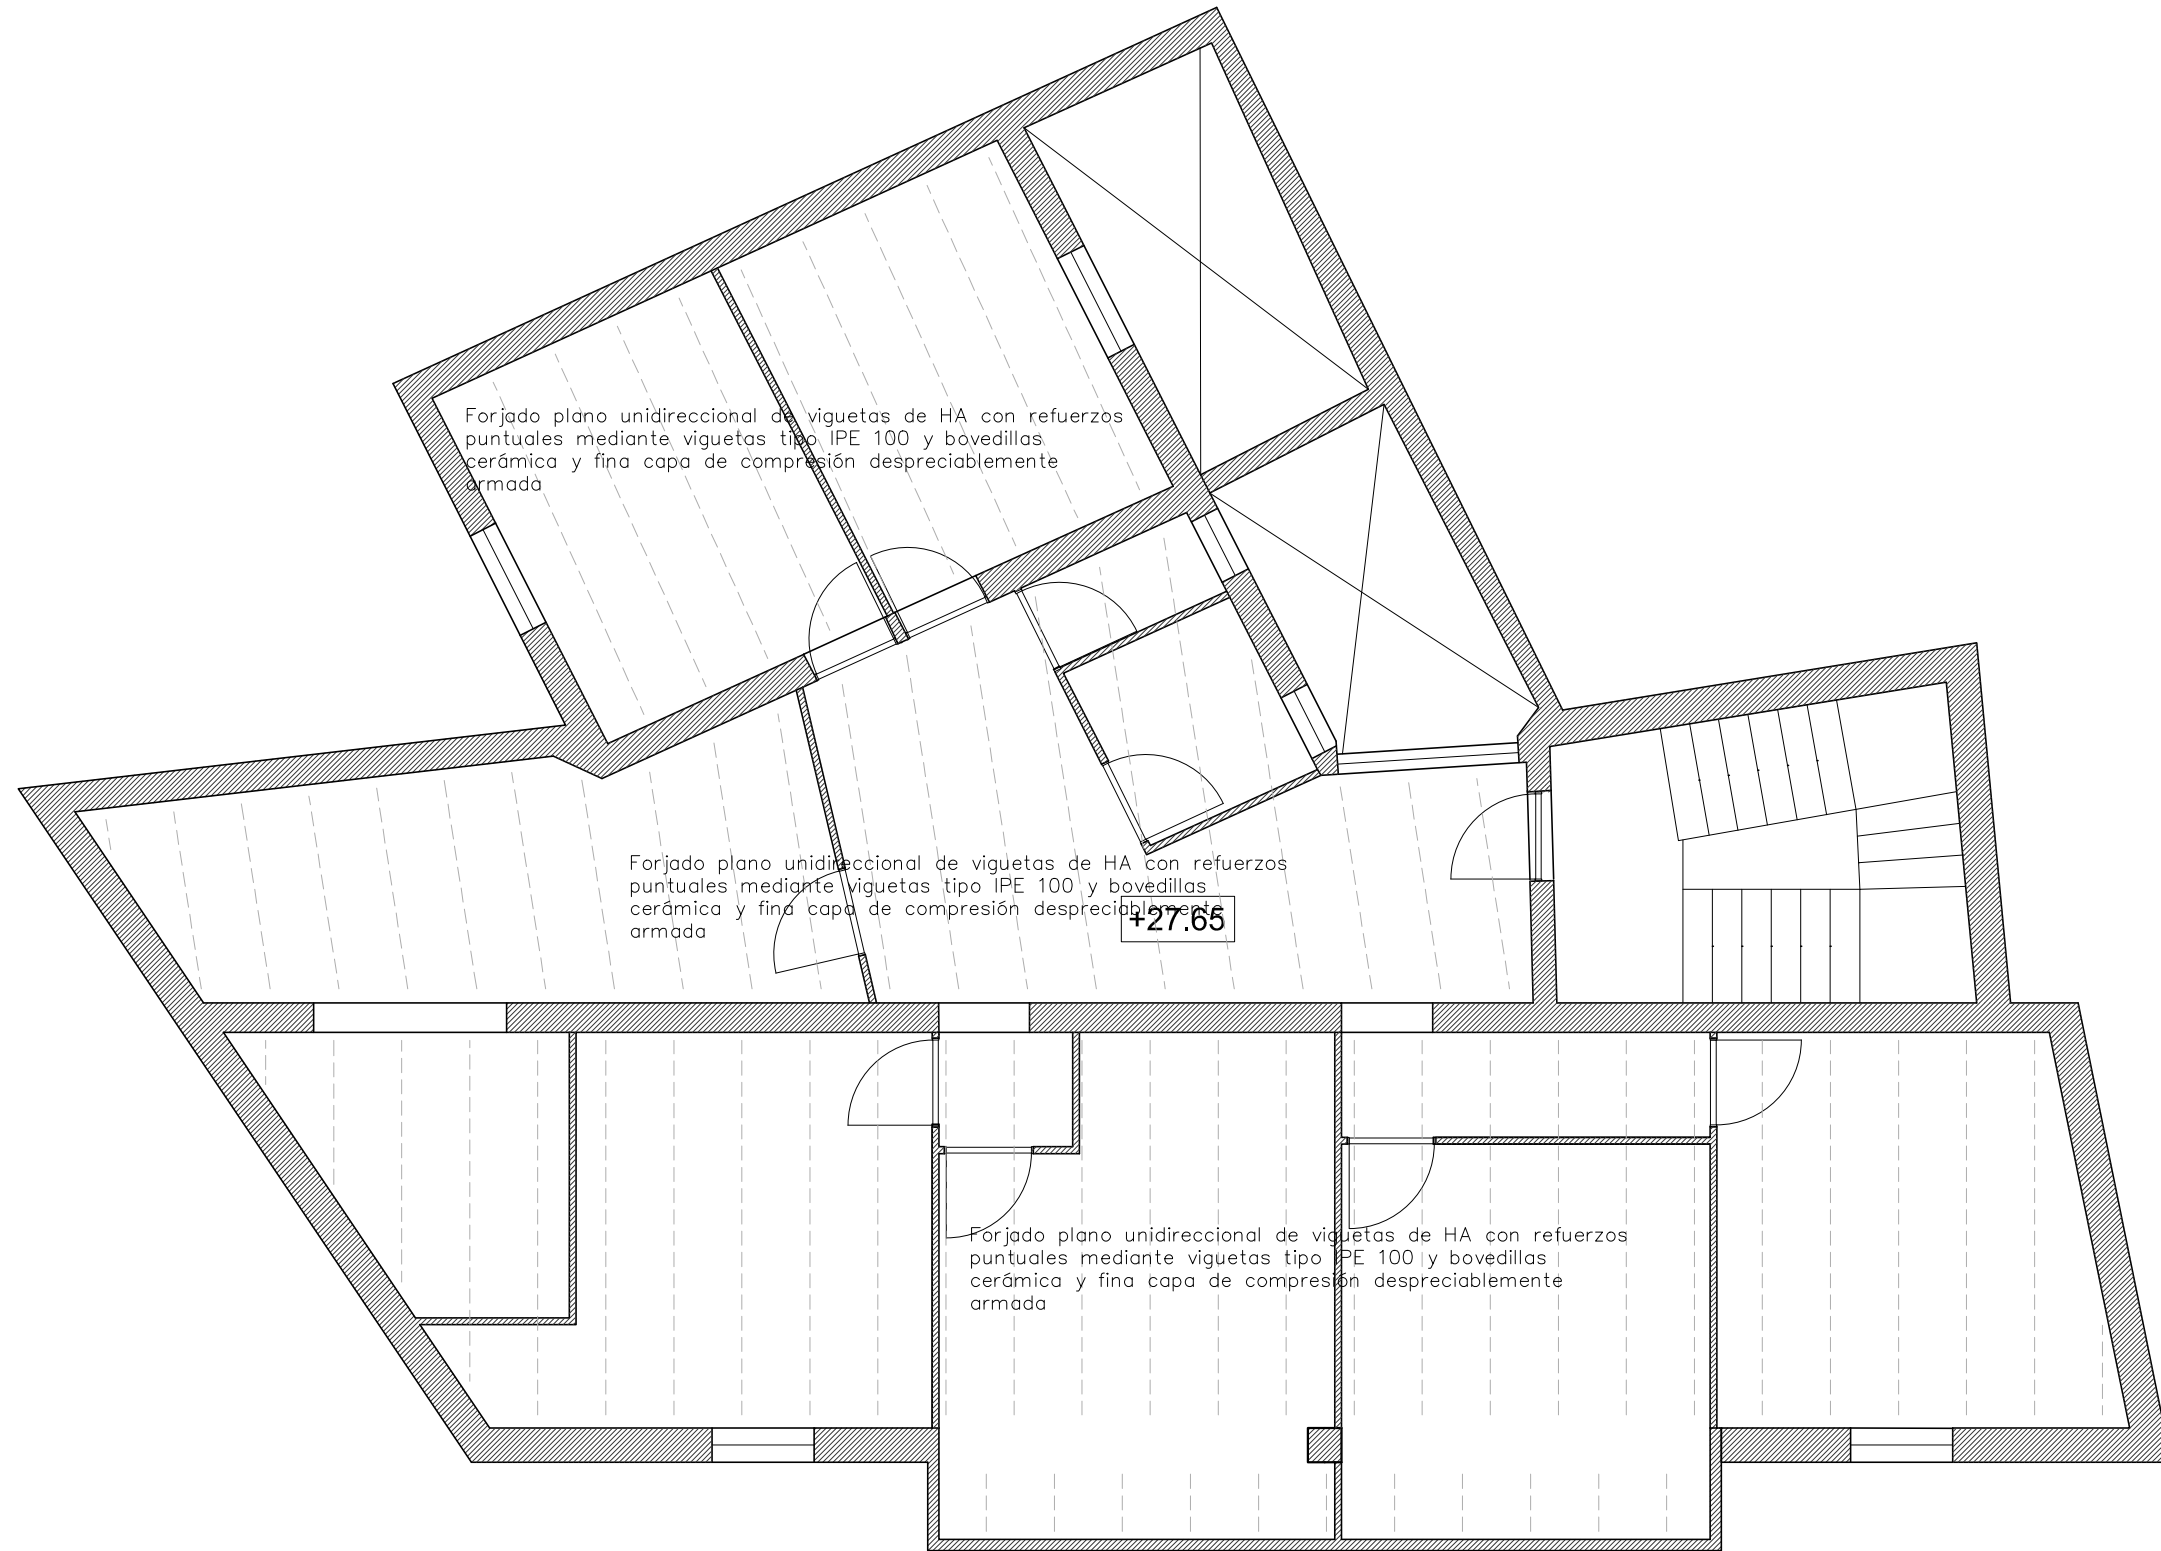 Forjado plano unidireccional de viguetas de HA con refuerzos
puntuales mediante viguetas tipo IPE 100 y bovedillas
cerámica y fina capa de compresión despreciablemente
armada
Forjado plano unidireccional de viguetas de HA con refuerzos
puntuales mediante viguetas tipo IPE 100 y bovedillas
cerámica y fina capa de compresión despreciablemente
armada
+27.65
Forjado plano unidireccional de viguetas de HA con refuerzos
puntuales mediante viguetas tipo IPE 100 y bovedillas
cerámica y fina capa de compresión despreciablemente
armada